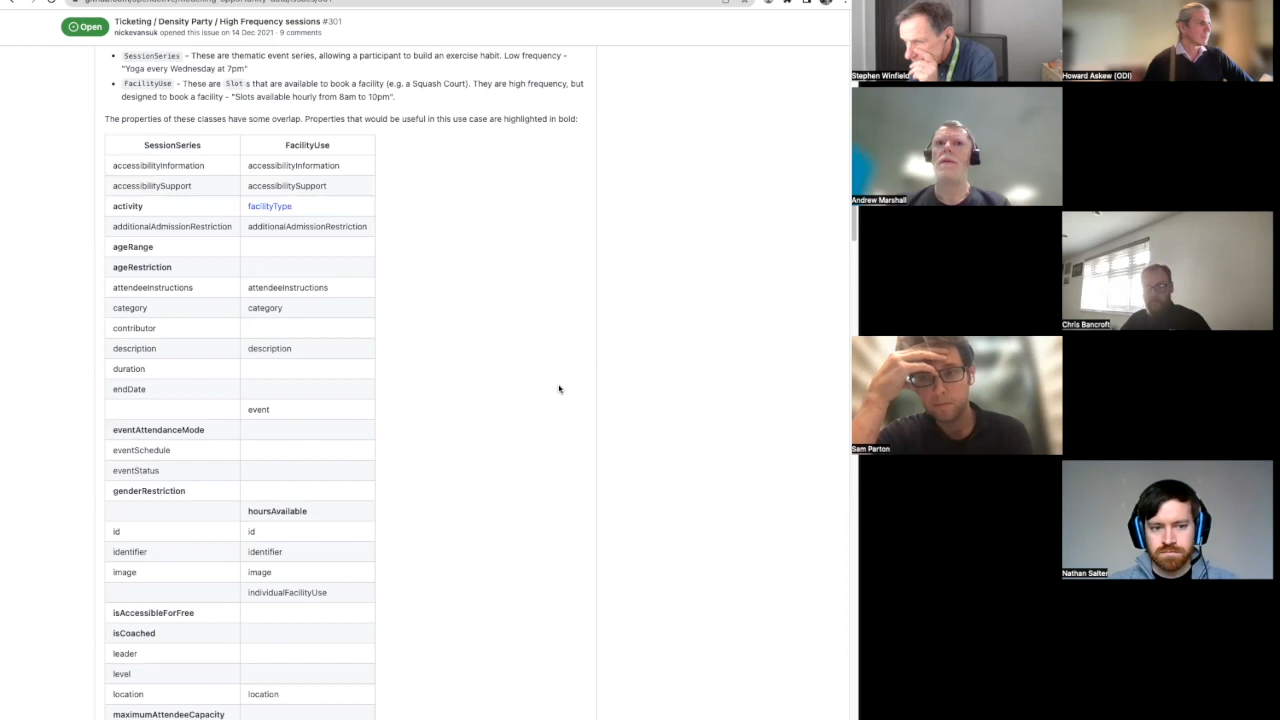 Open
Ticketing / Density Party / High Frequency sessions #301
nickevansuk opened this issue on 14 Dec 2021 · 9 comments
• SessionSeries - These are thematic event series, allowing a participant to build an exercise habit. Low frequency -
"Yoga every Wednesday at 7pm"
• FacilityUse - These are Slot s that are available to book a facility (e.g. a Squash Court). They are high frequency, but
designed to book a facility - "Slots available hourly from 8am to 10pm".
The properties of these classes have some overlap. Properties that would be useful in this use case are highlighted in bold:
SessionSeries FacilityUse
accessibilityInformation accessibilityInformation
accessibilitySupport accessibilitySupport
activity facilityType
additionalAdmissionRestriction additionalAdmissionRestriction
ageRange
ageRestriction
attendeeInstructions attendeeInstructions
category category
contributor
description description
duration
endDate
event
eventAttendanceMode
eventSchedule
eventStatus
genderRestriction
hoursAvailable
id id
identifier identifier
image image
individualFacilityUse
isAccessibleForFree
isCoached
leader
level
location location
maximumAttendeeCapacity
Stephen Winfield
Howard Askew (ODI)
Andrew Marshall
Chris Bancroft
Sam Parton
Nathan Salter